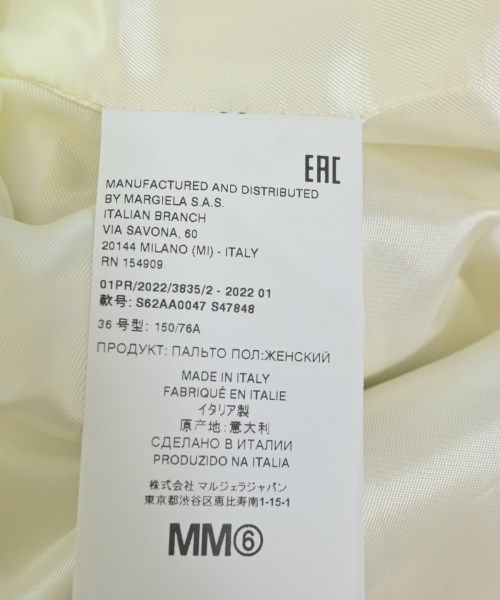 EAC
MANUFACTURED AND DISTRIBUTED
BY MARGIELA S.A.S.
ITALIAN BRANCH
VIA SAVONA, 60
20144 MILANO (MI) - ITALY
RN 154909
01PR/2022/3835/2 - 2022 01
款号: S62AA0047 S47848
36 号型: 150/76A
ПРОДУКТ: ПАЛЬТО ПОЛ:ЖЕНСКИЙ
MADE IN ITALY
FABRIQUÉ EN ITALIE
イタリア製
原产地: 意大利
СДЕЛАНО В ИТАЛИИ
PRODUZIDO NA ITALIA
株式会社 マルジェラジャパン
東京都渋谷区恵比寿南1-15-1
MM⑥